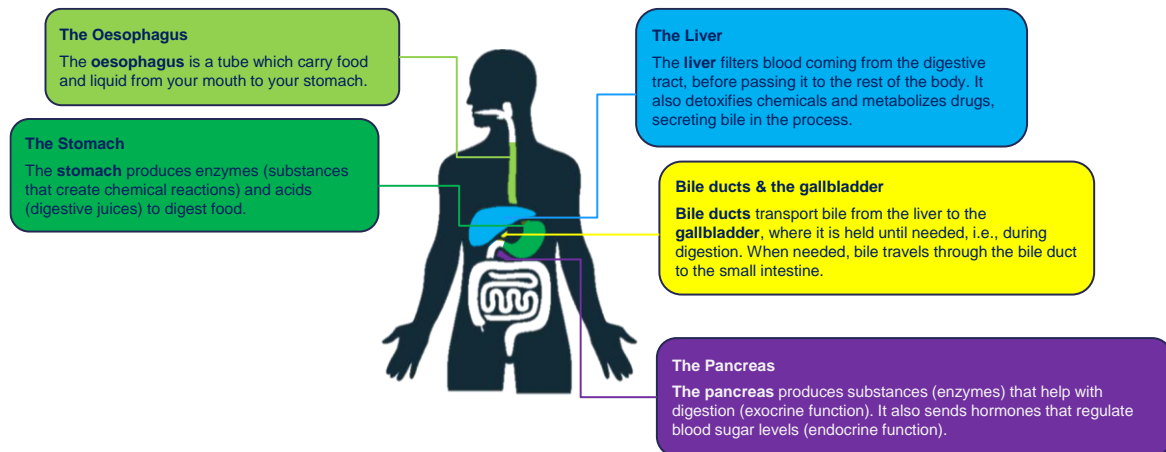 The Oesophagus
The oesophagus is a tube which carry food
and liquid from your mouth to your stomach.
The Stomach
The stomach produces enzymes (substances
that create chemical reactions) and acids
(digestive juices) to digest food.
The Liver
The liver filters blood coming from the digestive
tract, before passing it to the rest of the body. It
also detoxifies chemicals and metabolizes drugs,
secreting bile in the process.
Bile ducts & the gallbladder
Bile ducts transport bile from the liver to the
gallbladder, where it is held until needed, i.e., during
digestion. When needed, bile travels through the bile duct
to the small intestine.
The Pancreas
The pancreas produces substances (enzymes) that help with
digestion (exocrine function). It also sends hormones that regulate
blood sugar levels (endocrine function).